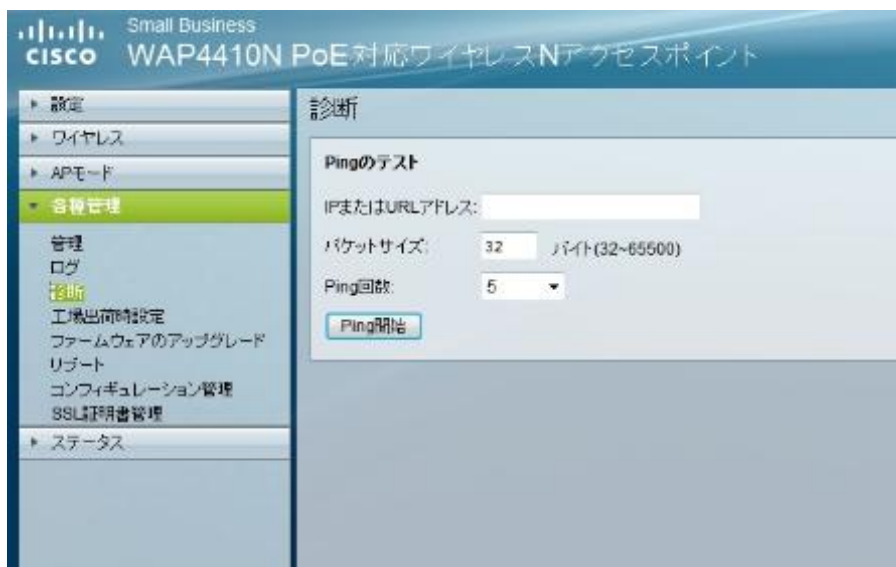 Small Business
CISCO WAP4410N PoE対応ワイヤレスNアクセスポイント
設定
ワイヤレス
APモード
各種管理
管理
ログ
診断
工場出荷時設定
ファームウェアのアップグレード
リブート
コンフィギュレーション管理
SSL証明書管理
ステータス
診断
Pingのテスト
IPまたはURLアドレス:
パケットサイズ: 32 バイト(32~65500)
Ping回数: 5
Ping開始